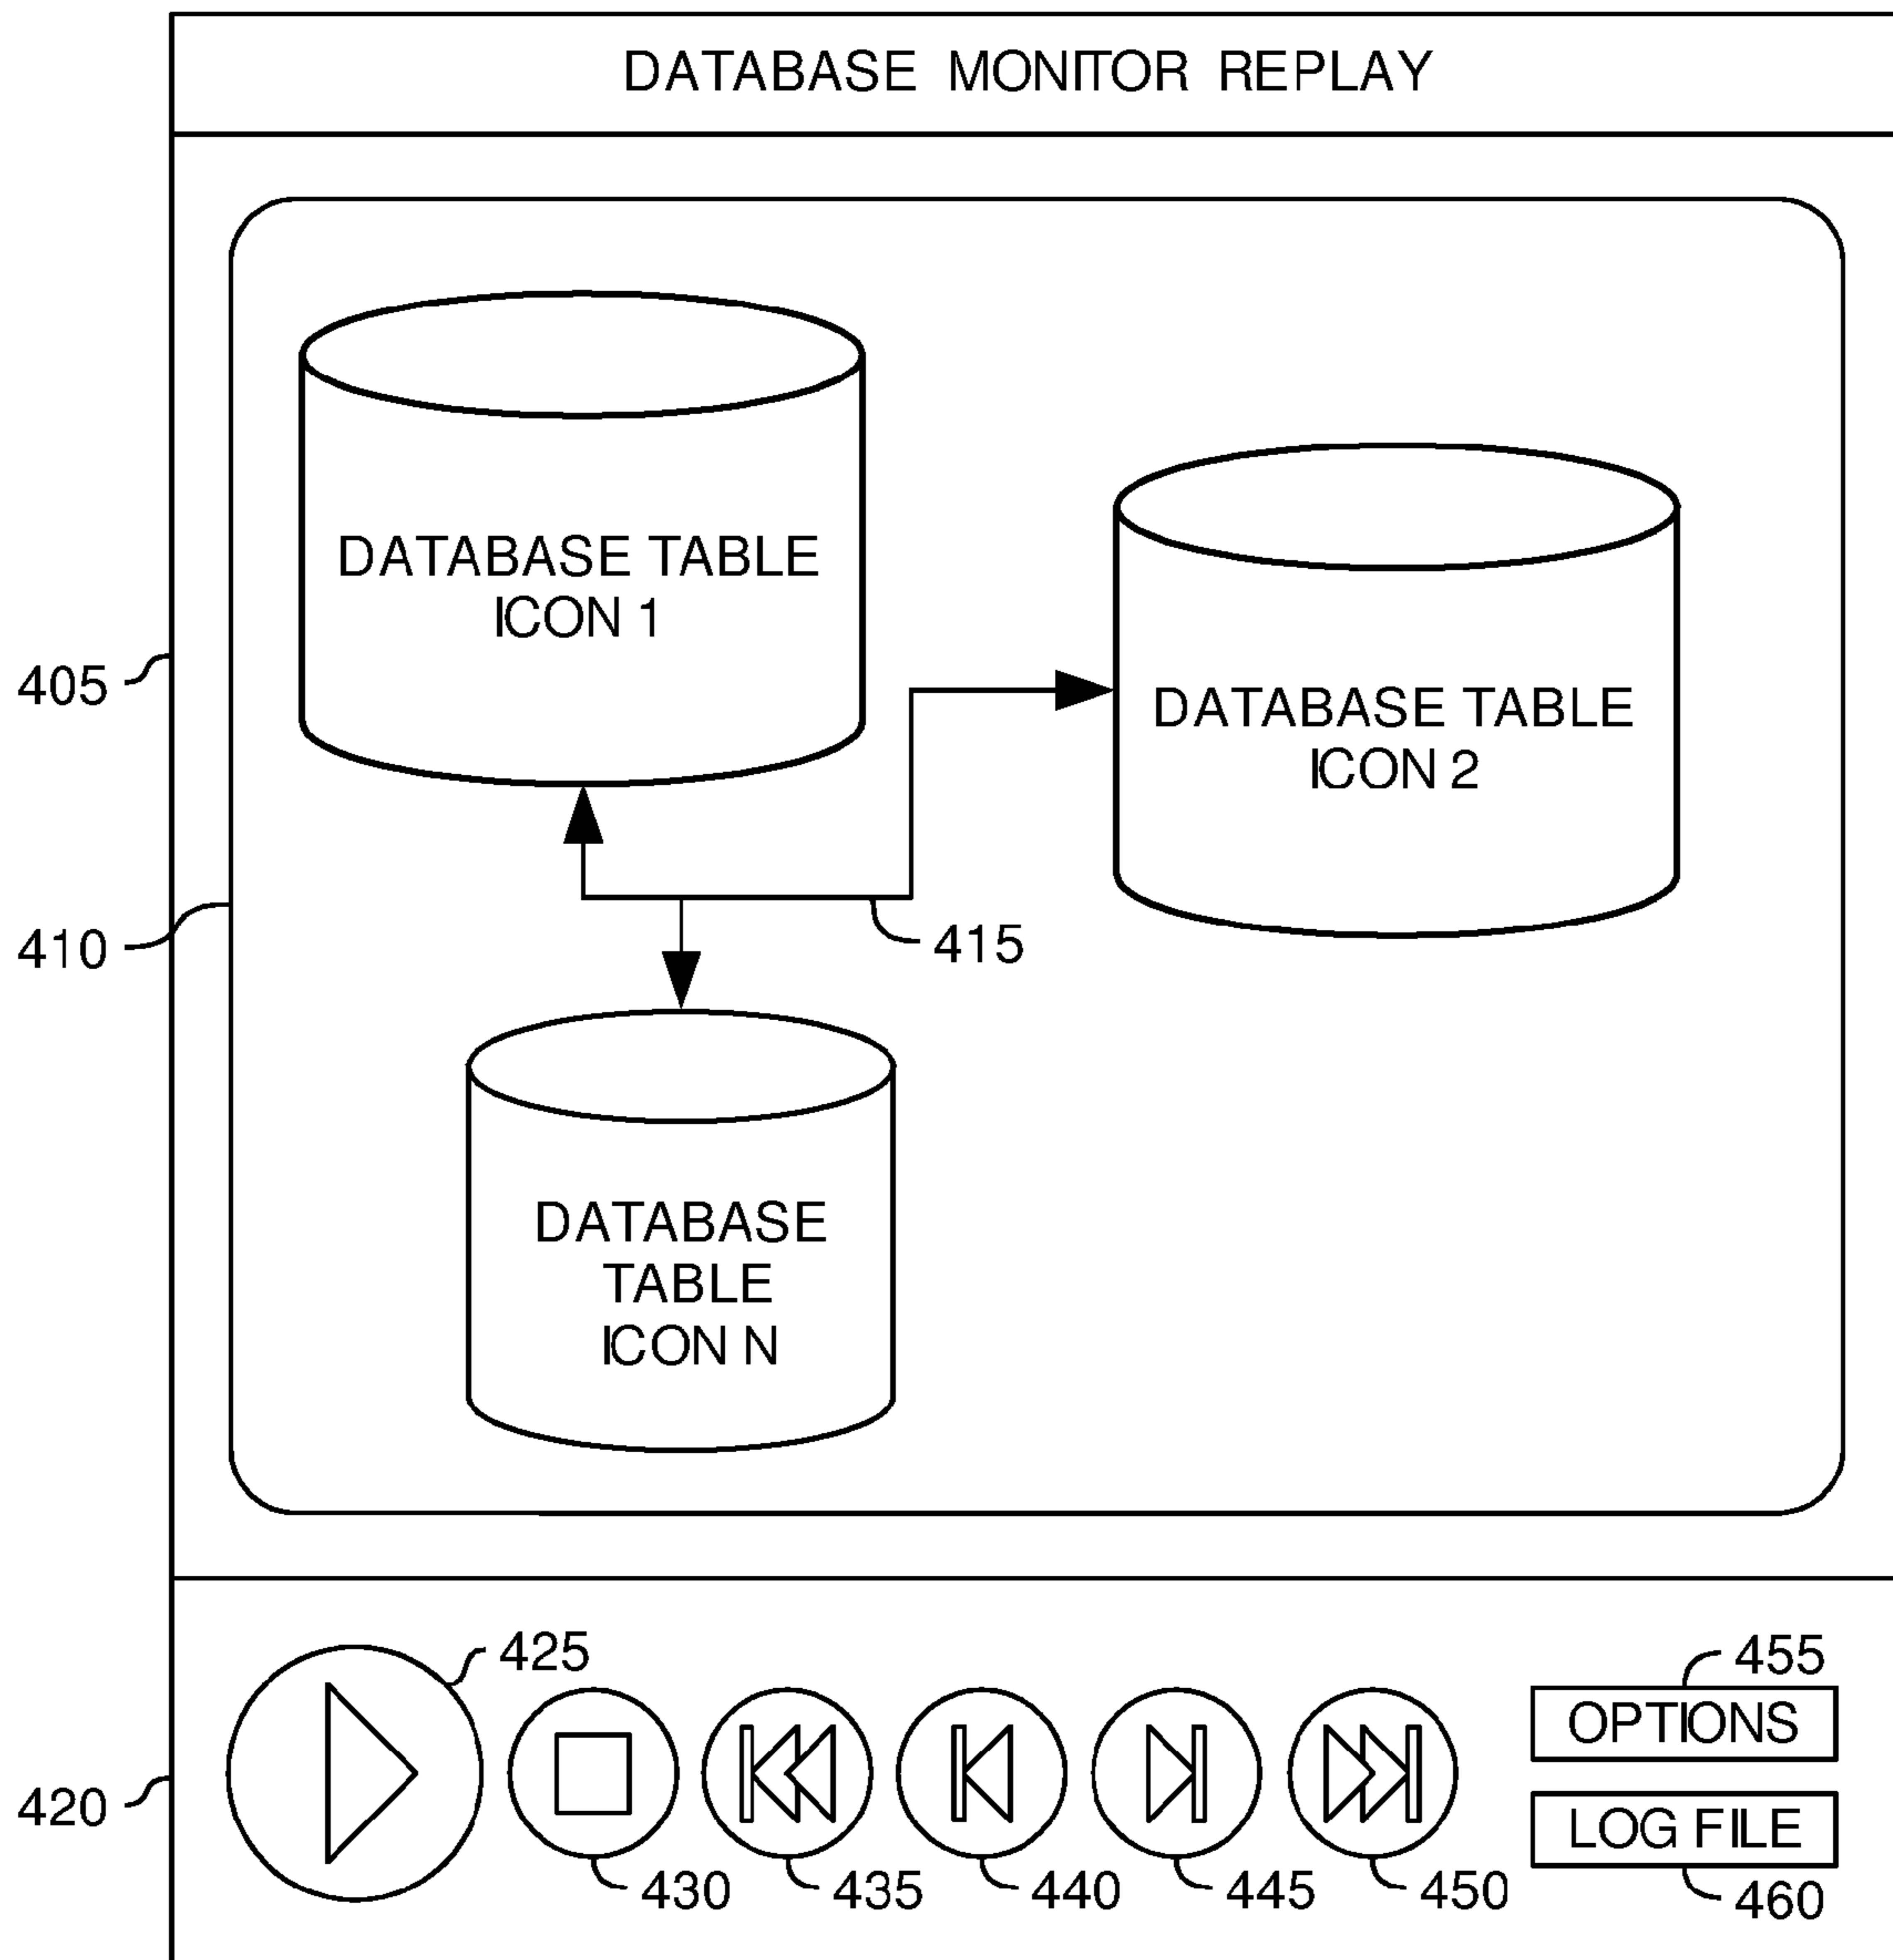 DATABASE MONITOR REPLAY
DATABASE TABLE
ICON 1
405
DATABASE TABLE
ICON 2
410
415
DATABASE
TABLE
ICON N
425
455
OPTIONS
420
LOG FILE
430
435
440
445
450
460